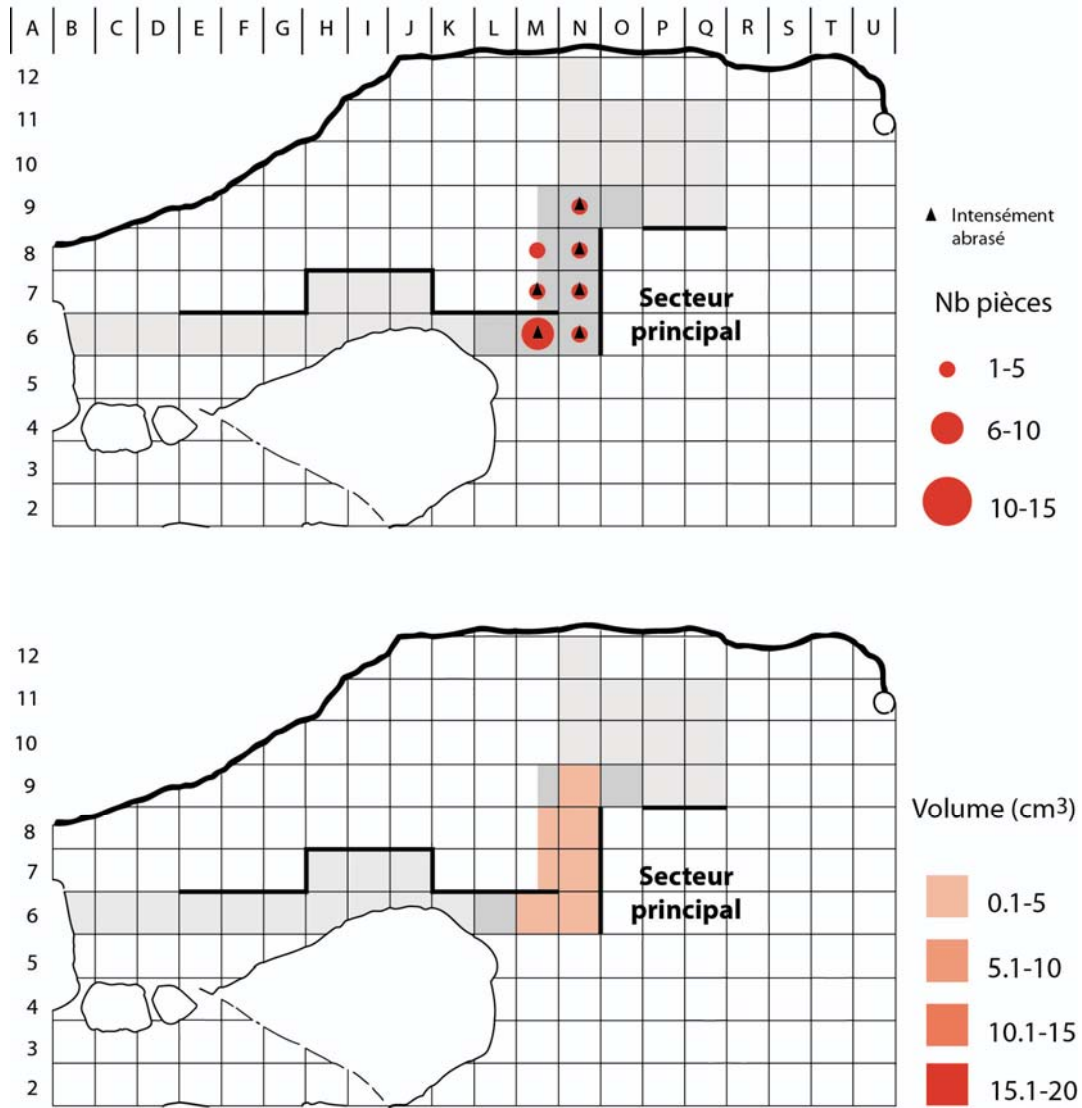 A B C D E F G H I J K L M N O P Q R S T U
12
11
10
9
8
7
6
5
4
3
2
Secteur
principal
Intensément
abrasé
Nb pièces
1-5
6-10
10-15
A B C D E F G H I J K L M N O P Q R S T U
12
11
10
9
8
7
6
5
4
3
2
Secteur
principal
Volume (cm3)
0.1-5
5.1-10
10.1-15
15.1-20